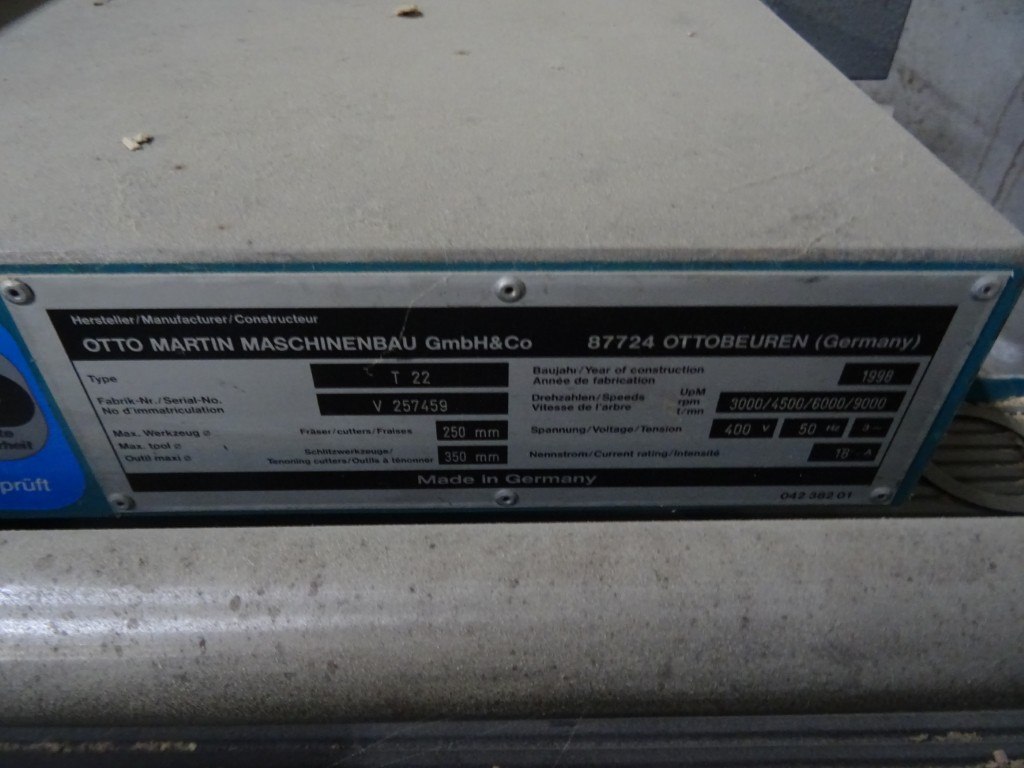 Hersteller/Manufacturer/Constructeur
OTTO MARTIN MASCHINENBAU GmbH&Co 87724 OTTOBEUREN (Germany)
Type T 22
Fabrik-Nr./Serial-No.
No d'immatriculation
V 257459
Max. Werkzeug ø
Max. tool ø
Outil maxi ø
Fräser/cutters/Fraises 250 mm
Schlitzwerkzeuge/
Tenoning cutters/Outils à tenonner 350 mm
Baujahr/Year of construction
Année de fabrication
1998
Drehzahlen/Speeds
Vitesse de l'arbre
UpM
rpm
t/mn
3000/4500/6000/9000
Spannung/Voltage/Tension 400 V 50 Hz 3~
Nennstrom/Current rating/Intensité 18 A
Made in Germany
042 382 01
prüft